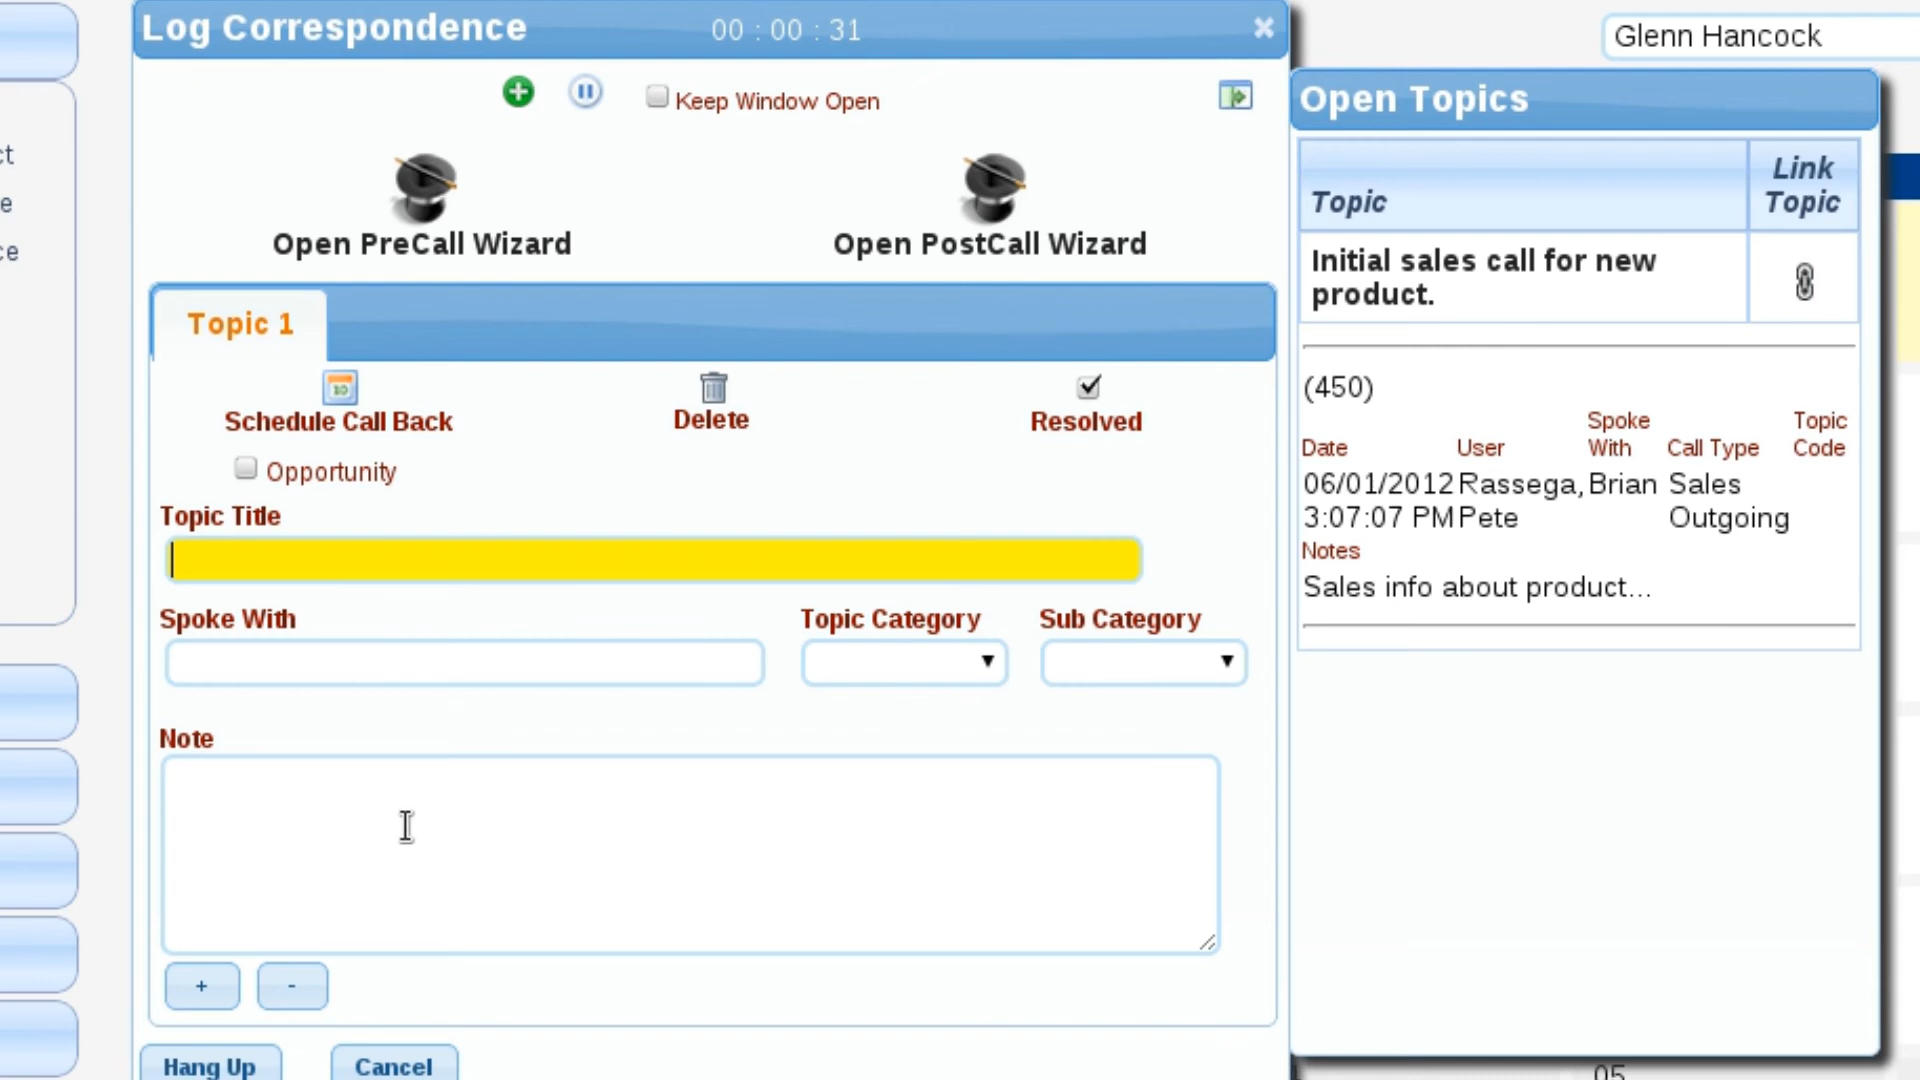 Log Correspondence
00 : 00 : 31
Glenn Hancock
Keep Window Open
Open PreCall Wizard
Open PostCall Wizard
Topic 1
Schedule Call Back
Delete
Resolved
Opportunity
Topic Title
Spoke With
Topic Category
Sub Category
Note
+
-
Hang Up
Cancel
Open Topics
Topic
Link
Topic
Initial sales call for new
product.
(450)
Date
User
Spoke
With
Call Type
Topic
Code
06/01/2012
3:07:07 PM
Rassega,
Pete
Brian
Sales
Outgoing
Notes
Sales info about product...
05